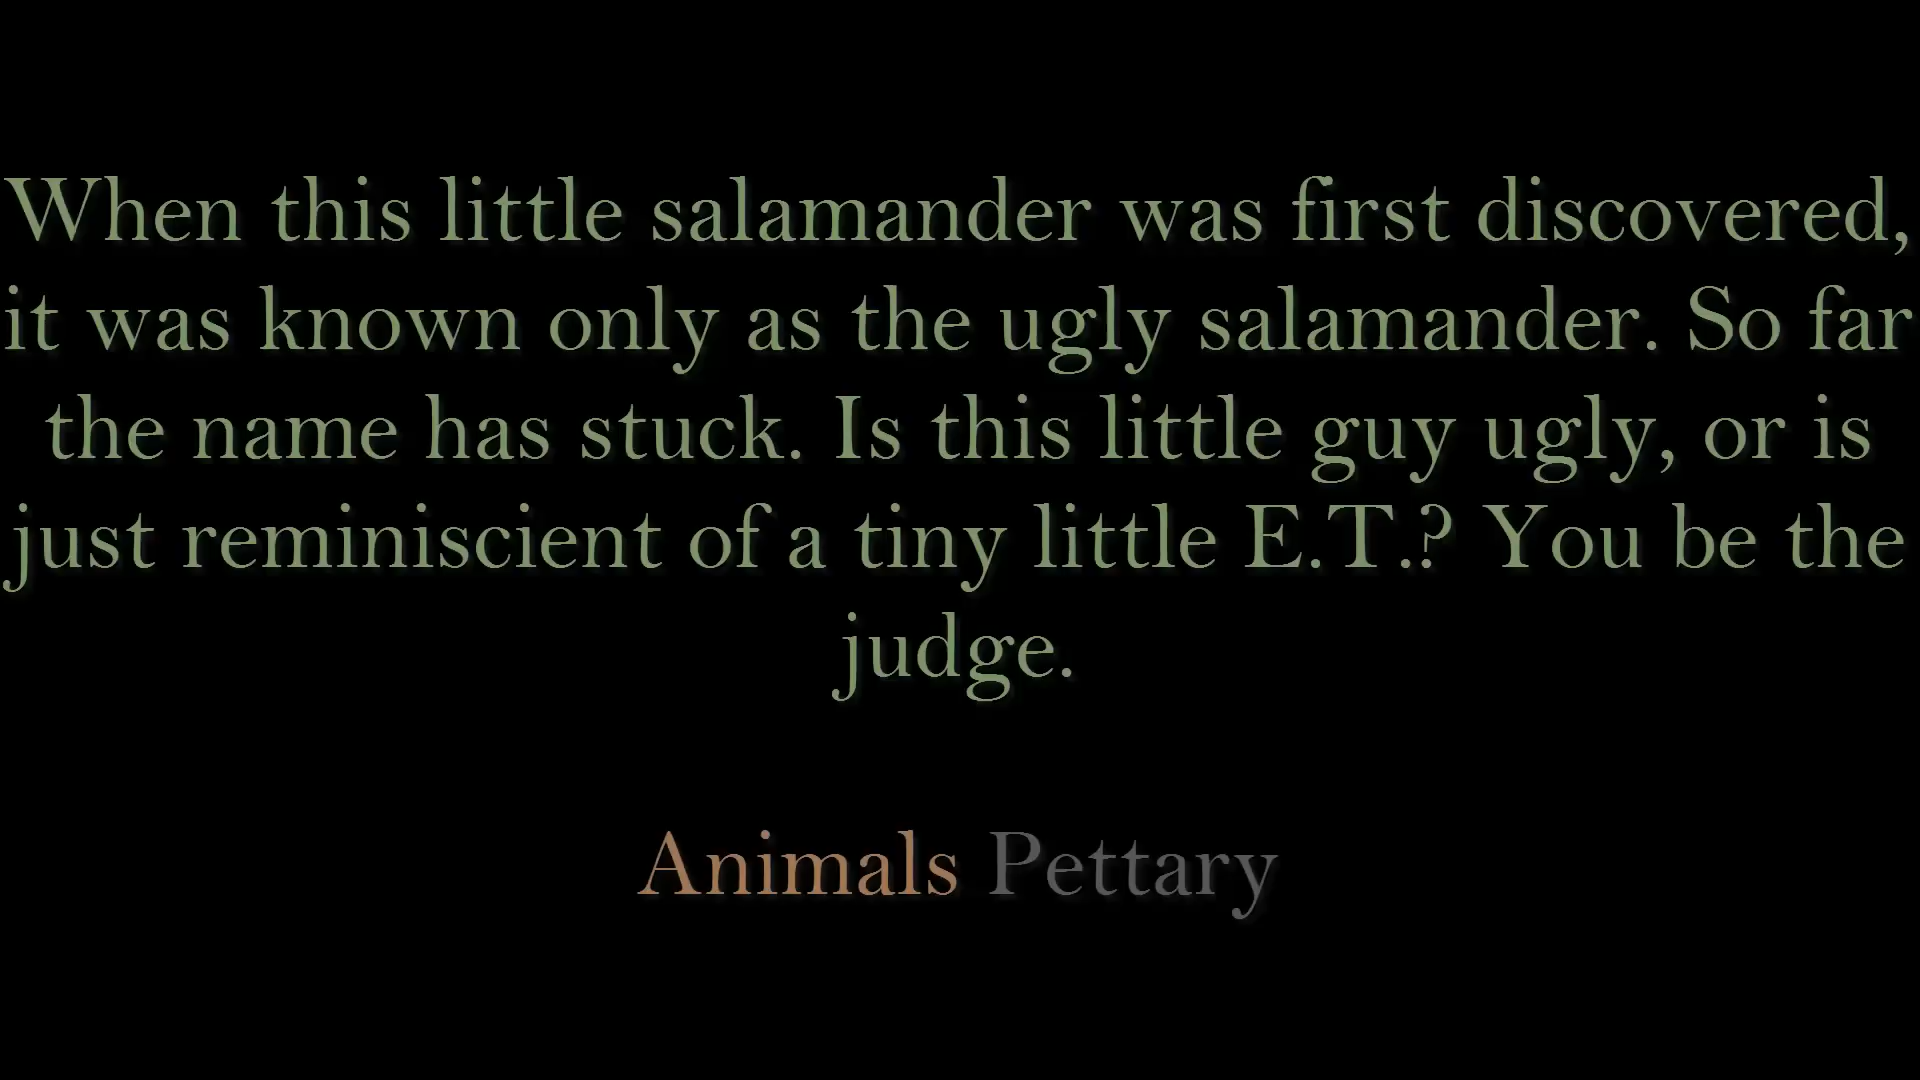 When this little salamander was first discovered,
it was known only as the ugly salamander. So far
the name has stuck. Is this little guy ugly, or is
just reminiscient of a tiny little E.T.? You be the
judge.
Animals Pettary